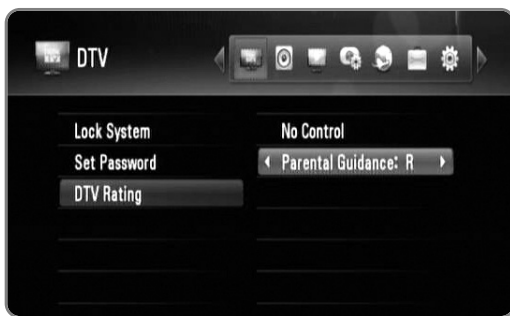 DTV
Lock System
No Control
Set Password
Parental Guidance: R
DTV Rating